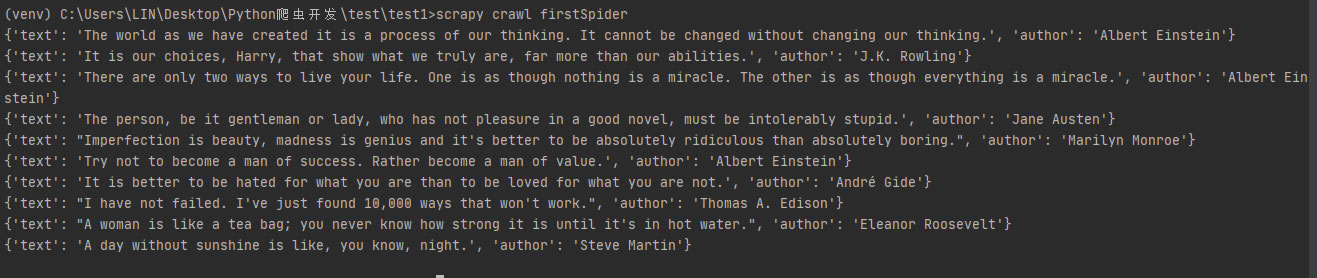 (venv) C:\Users\LIN\Desktop\Python爬虫开发\test\test1>scrapy crawl firstSpider
{'text': 'The world as we have created it is a process of our thinking. It cannot be changed without changing our thinking.', 'author': 'Albert Einstein'}
{'text': 'It is our choices, Harry, that show what we truly are, far more than our abilities.', 'author': 'J.K. Rowling'}
{'text': 'There are only two ways to live your life. One is as though nothing is a miracle. The other is as though everything is a miracle.', 'author': 'Albert Ein
stein'}
{'text': 'The person, be it gentleman or lady, who has not pleasure in a good novel, must be intolerably stupid.', 'author': 'Jane Austen'}
{'text': "Imperfection is beauty, madness is genius and it's better to be absolutely ridiculous than absolutely boring.", 'author': 'Marilyn Monroe'}
{'text': 'Try not to become a man of success. Rather become a man of value.', 'author': 'Albert Einstein'}
{'text': 'It is better to be hated for what you are than to be loved for what you are not.', 'author': 'André Gide'}
{'text': "I have not failed. I've just found 10,000 ways that won't work.", 'author': 'Thomas A. Edison'}
{'text': "A woman is like a tea bag; you never know how strong it is until it's in hot water.", 'author': 'Eleanor Roosevelt'}
{'text': 'A day without sunshine is like, you know, night.', 'author': 'Steve Martin'}